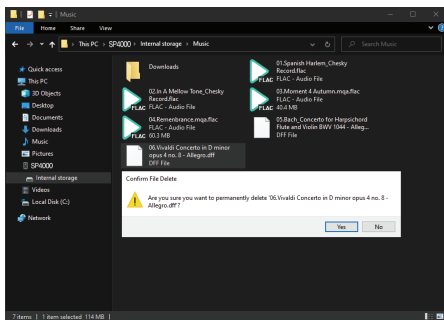 Music
File
Home
Share
View
This PC
SP4000
Internal storage
Music
Search Music
Quick access
This PC
3D Objects
Desktop
Documents
Downloads
Music
Pictures
SP4000
Internal storage
Videos
Local Disk (C:)
Network
Downloads
01.Spanish Harlem_Chesky
Record.flac
FLAC - Audio File
FLAC
02.In A Mellow Tone_Chesky
Record.flac
FLAC - Audio File
FLAC
03.Moment 4 Autumn.mqa.flac
FLAC - Audio File
40.4 MB
FLAC
04.Remembrance.mqa.flac
FLAC - Audio File
60.3 MB
FLAC
05.Bach_Concerto for Harpsichord
Flute and Violin BWV 1044 - Alleg...
DFF File
06.Vivaldi Concerto in D minor
opus 4 no. 8 - Allegro.dff
DFF File
Confirm File Delete
Are you sure you want to permanently delete '06.Vivaldi Concerto in D minor opus 4 no. 8 -
Allegro.dff'?
Yes
No
7 items
1 item selected 114 MB